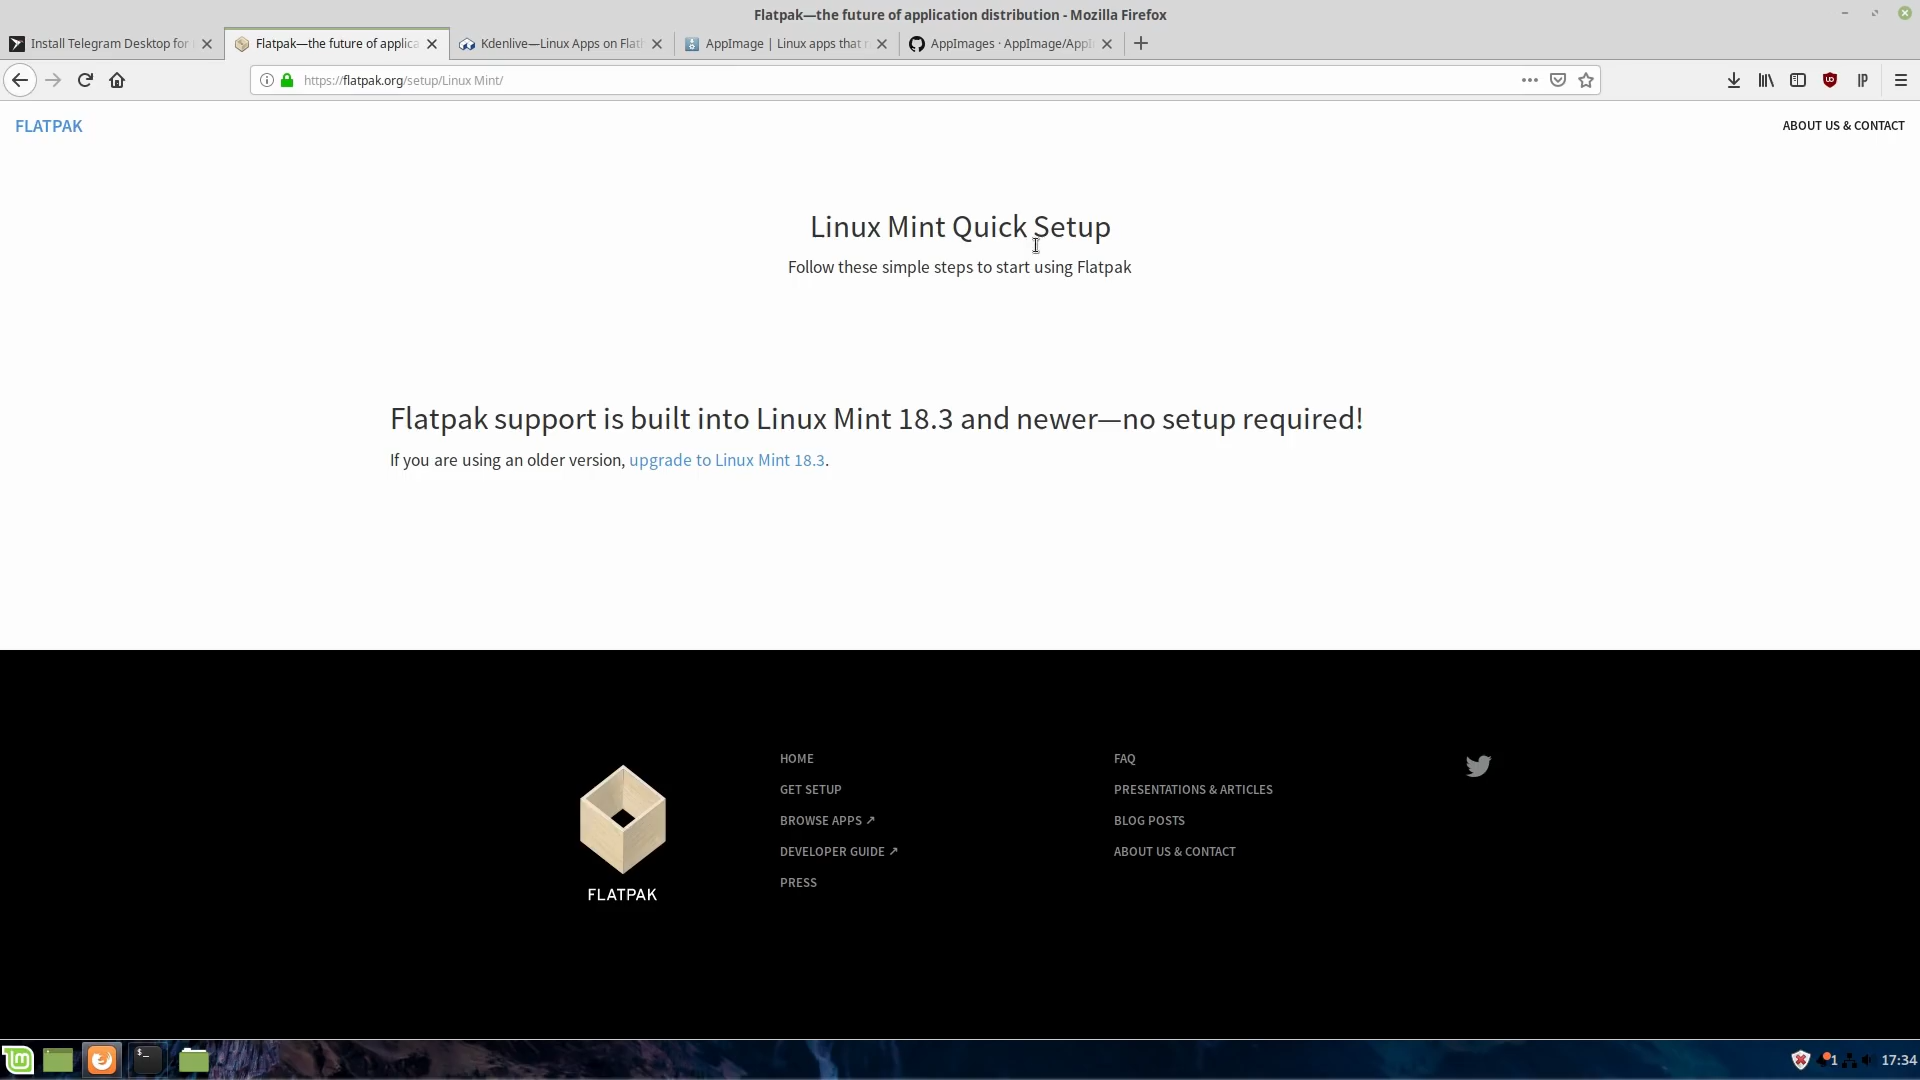 Flatpak—the future of application distribution - Mozilla Firefox
Install Telegram Desktop for
Flatpak—the future of applica
Kdenlive—Linux Apps on Flat
AppImage | Linux apps that r
AppImages · AppImage/AppI
https://flatpak.org/setup/Linux Mint/
FLATPAK
ABOUT US & CONTACT
Linux Mint Quick Setup
Follow these simple steps to start using Flatpak
Flatpak support is built into Linux Mint 18.3 and newer—no setup required!
If you are using an older version, upgrade to Linux Mint 18.3.
FLATPAK
HOME
GET SETUP
BROWSE APPS ↗
DEVELOPER GUIDE ↗
PRESS
FAQ
PRESENTATIONS & ARTICLES
BLOG POSTS
ABOUT US & CONTACT
1
17:34